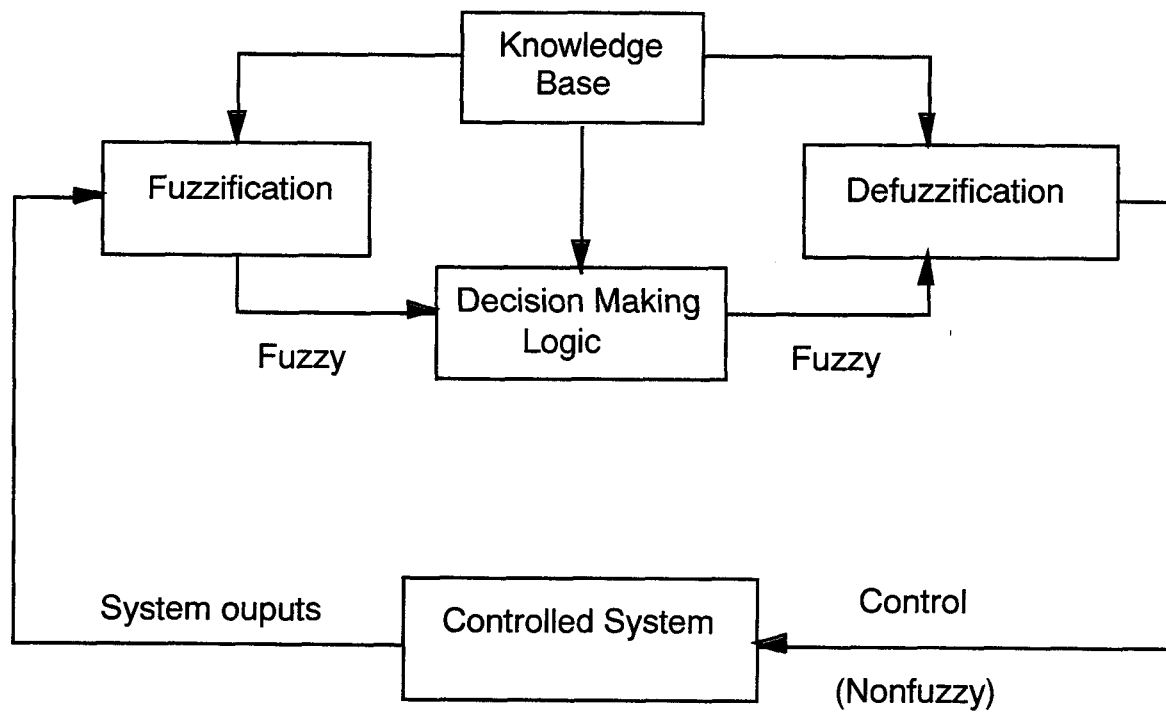 Knowledge
Base
Fuzzification
Defuzzification
Decision Making
Logic
Fuzzy
Fuzzy
System ouputs
Controlled System
Control
(Nonfuzzy)